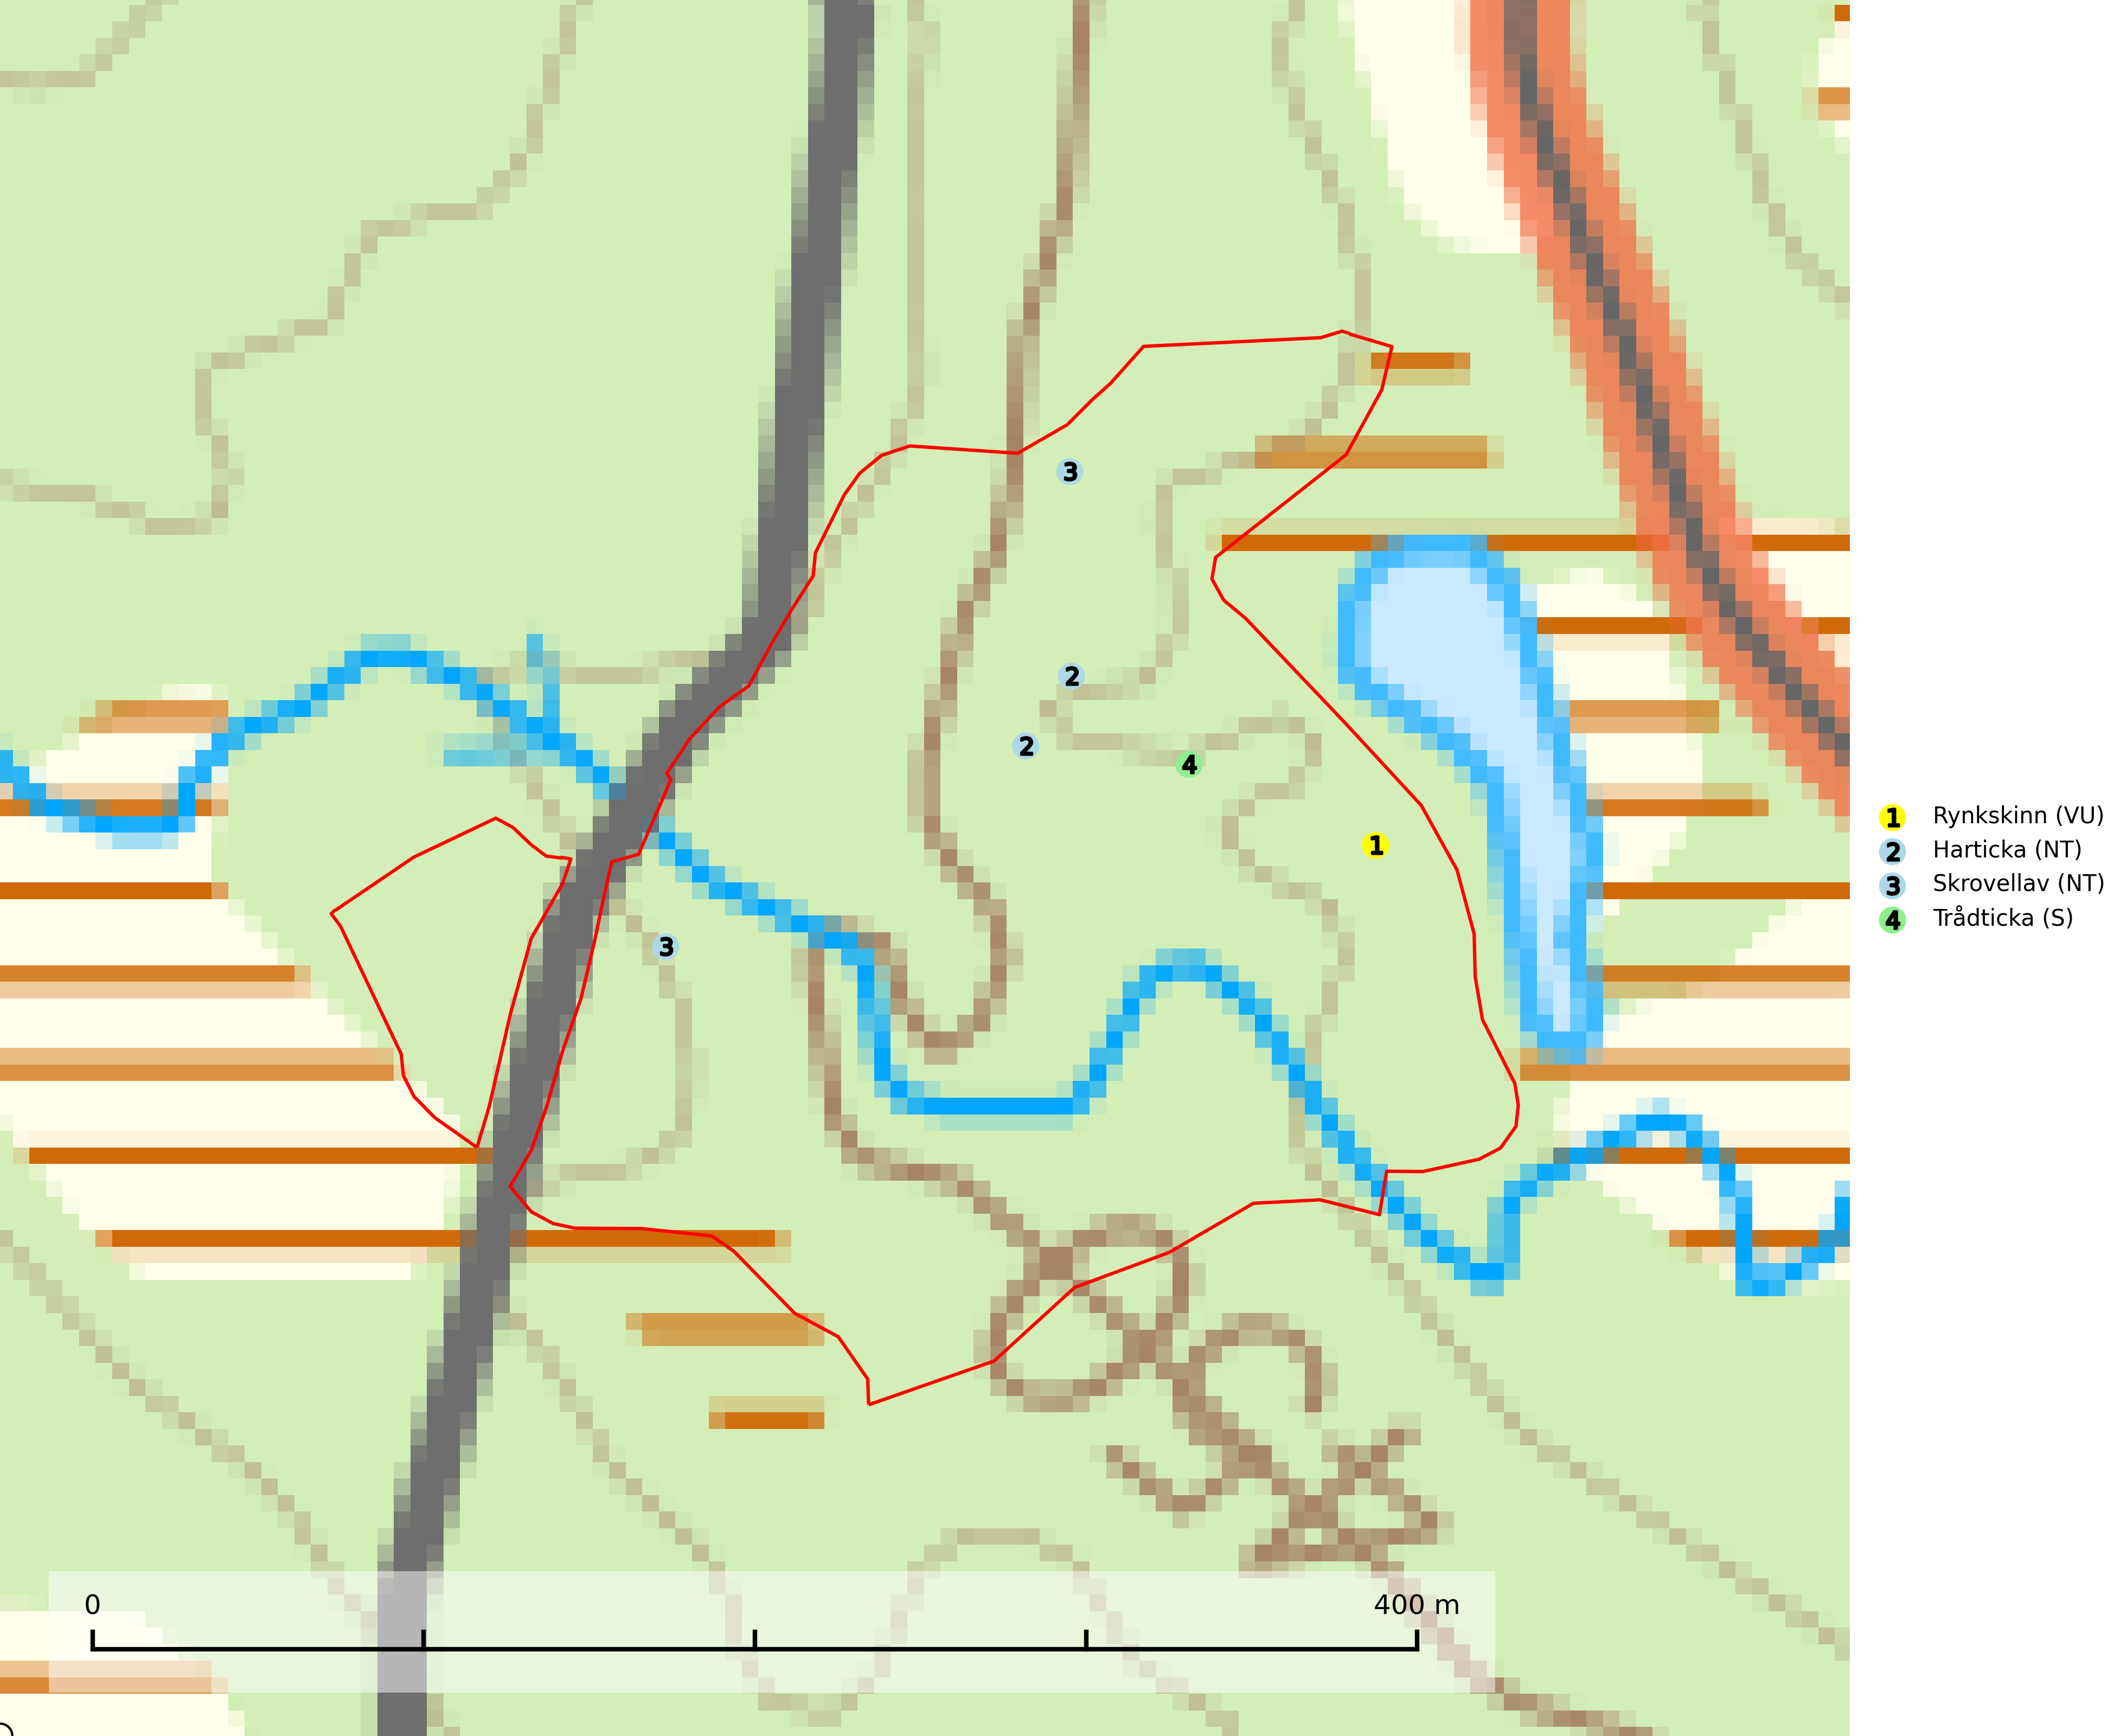 3
2
2
4
1
3
1 Rynkskinn (VU)
2 Harticka (NT)
3 Skrovellav (NT)
4 Trådticka (S)
0 400 m